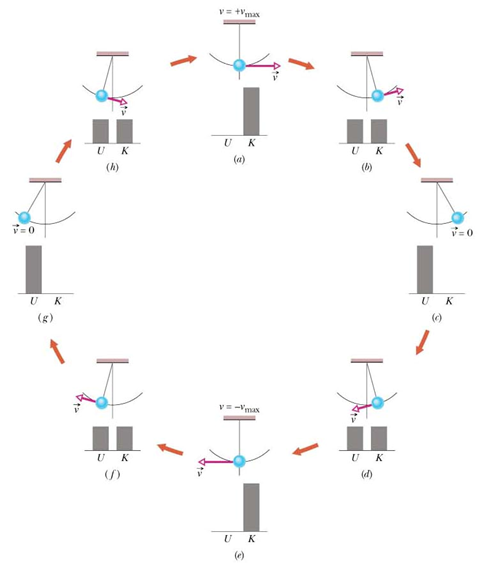 v = +vmax
v⃗
U K
(a)
v⃗
U K
(b)
v⃗ = 0
U K
(c)
v⃗
U K
(d)
v = −vmax
v⃗
U K
(e)
v⃗
U K
(f)
v⃗ = 0
U K
(g)
v⃗
U K
(h)